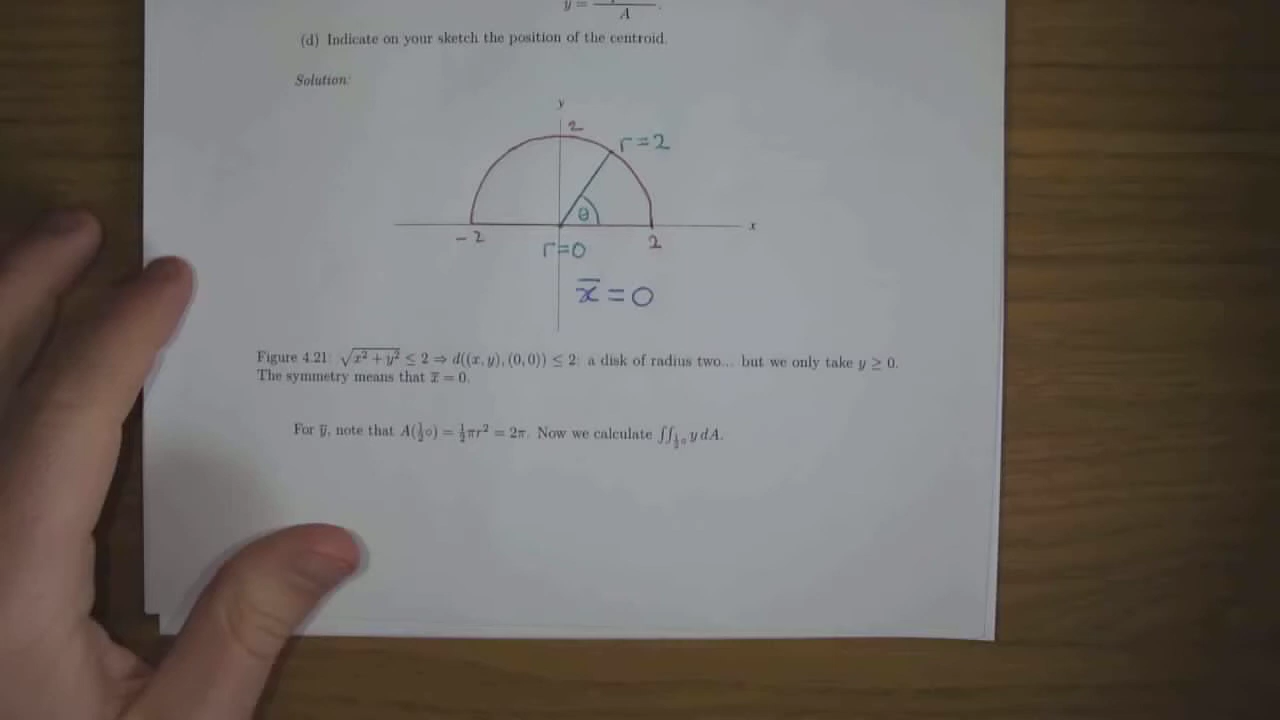 A
(d) Indicate on your sketch the position of the centroid.
Solution:
y
2
r=2
θ
x
-2
r=0
2
x̄ = 0
Figure 4.21: √(x² + y²) ≤ 2 ⇒ d((x, y), (0, 0)) ≤ 2: a disk of radius two... but we only take y ≥ 0.
The symmetry means that x̄ = 0.
For ȳ, note that A(½∘) = ½πr² = 2π. Now we calculate ∬_{½∘} y dA.